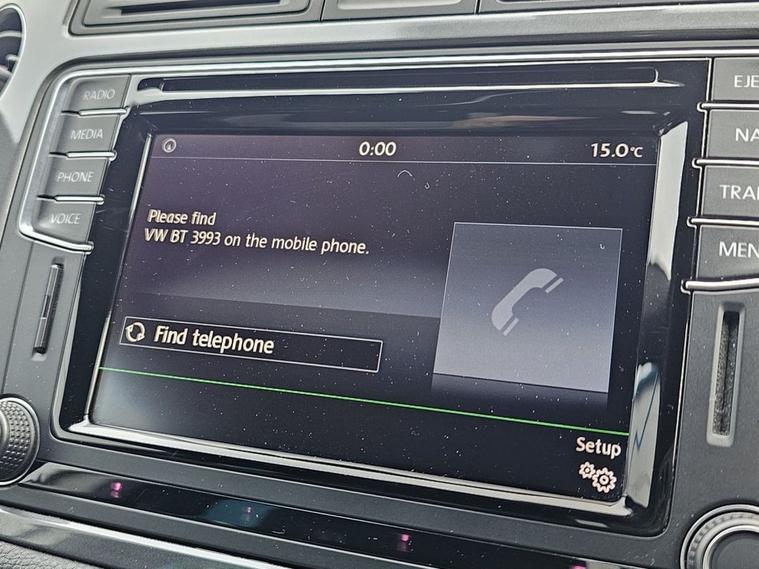 RADIO
MEDIA
PHONE
VOICE
0:00
15.0°C
Please find
VW BT 3993 on the mobile phone.
Find telephone
Setup
EJE
NA
TRA
MEN